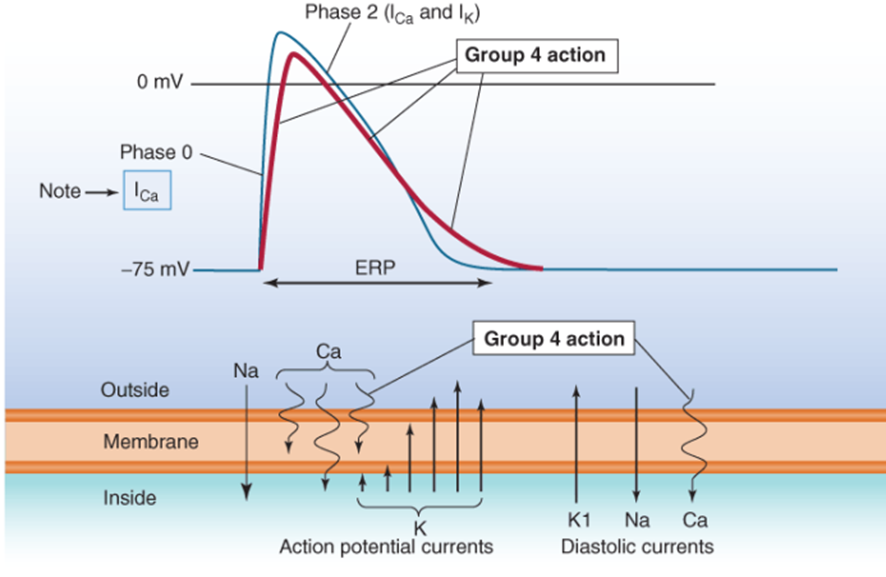 Phase 2 (ICa and IK)
Group 4 action
0 mV
Phase 0
Note
ICa
–75 mV
ERP
Group 4 action
Ca
Na
Outside
Membrane
Inside
K1 Na Ca
K
Action potential currents Diastolic currents